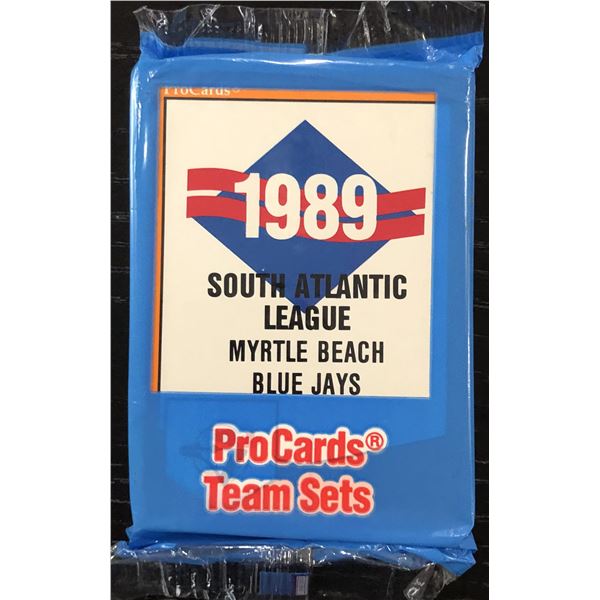 ProCards®
1989
SOUTH ATLANTIC
LEAGUE
MYRTLE BEACH
BLUE JAYS
ProCards®
Team Sets